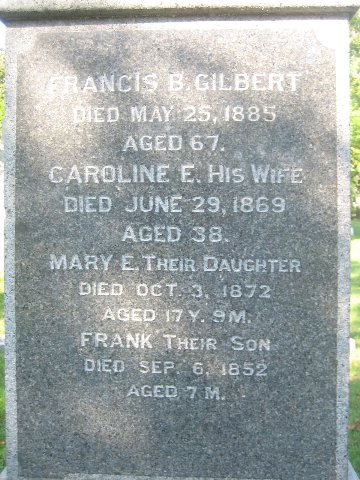 FRANCIS B. GILBERT
DIED MAY 25, 1885
AGED 67.
CAROLINE E. HIS WIFE
DIED JUNE 29, 1869
AGED 38.
MARY E. THEIR DAUGHTER
DIED OCT. 3, 1872
AGED 17 Y. 9 M.
FRANK THEIR SON
DIED SEP. 6, 1852
AGED 7 M.